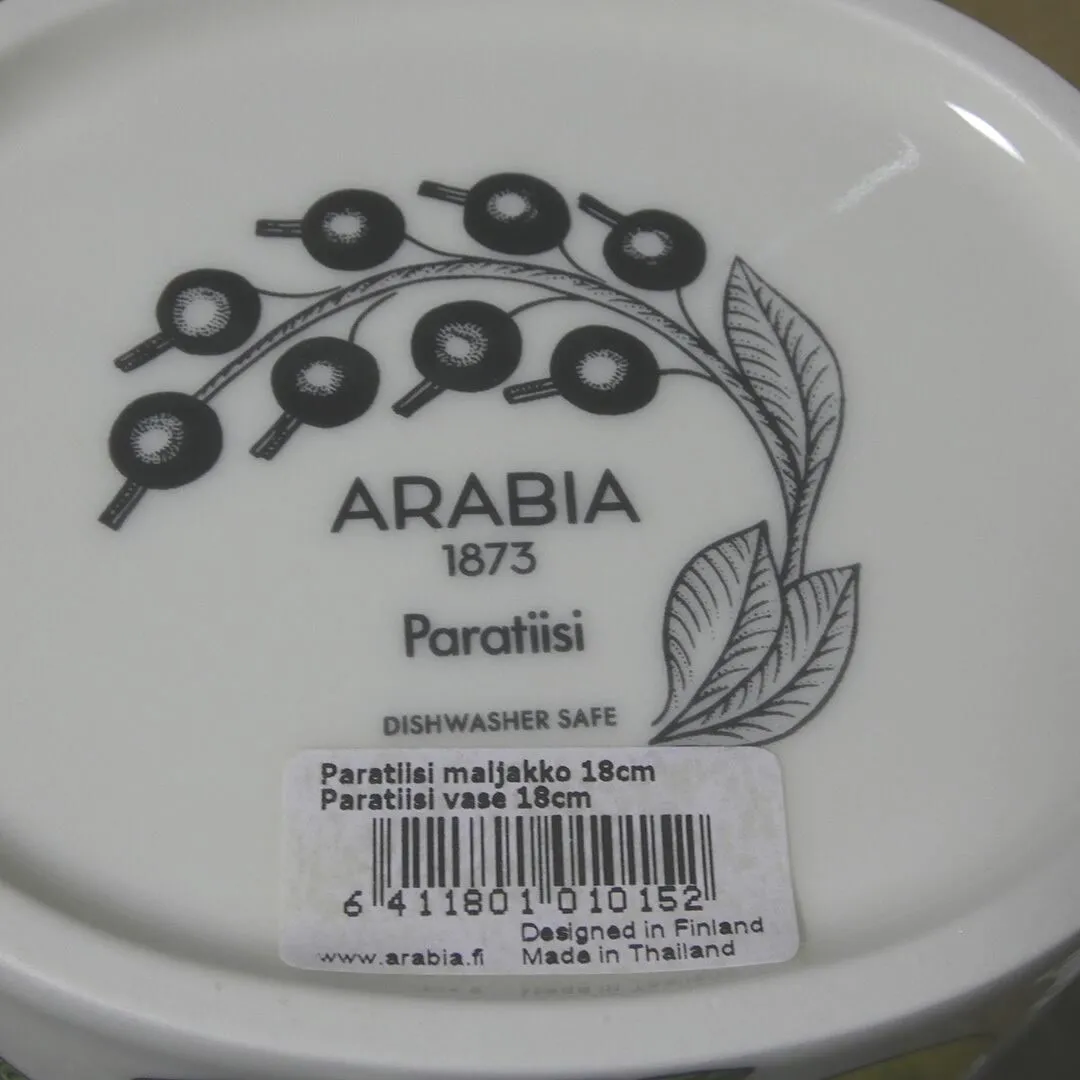 ARABIA
1873
Paratiisi
DISHWASHER SAFE
Paratiisi maljakko 18cm
Paratiisi vase 18cm
6 411801 010152
Designed in Finland
www.arabia.fi Made in Thailand